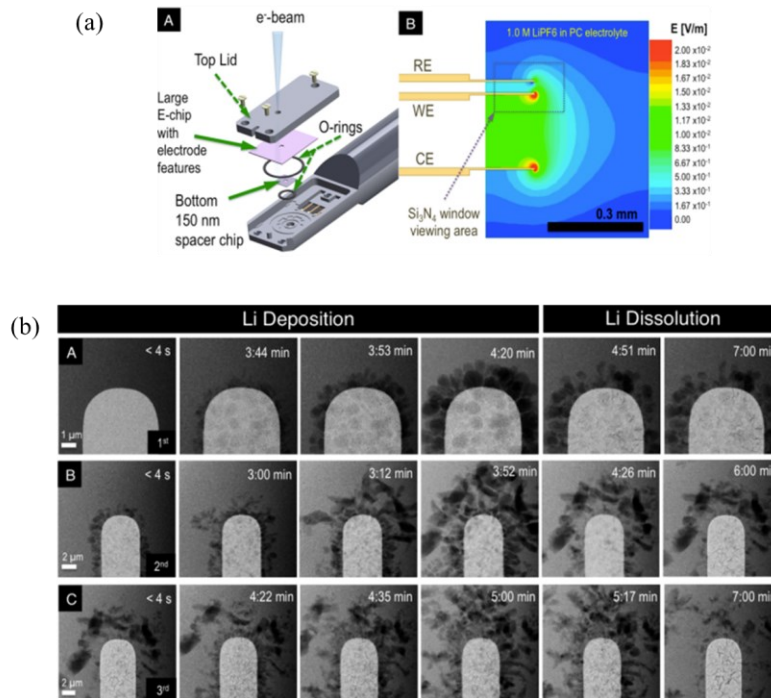 (a)
A
e⁻-beam
Top Lid
Large
E-chip
with
electrode
features
O-rings
Bottom
150 nm
spacer chip
B
1.0 M LiPF6 in PC electrolyte
E [V/m]
RE
WE
CE
Si₃N₄ window
viewing area
0.3 mm
2.00 x10⁻²
1.83 x10⁻²
1.67 x10⁻²
1.50 x10⁻²
1.33 x10⁻²
1.17 x10⁻²
1.00 x10⁻²
8.33 x10⁻¹
6.67 x10⁻¹
5.00 x10⁻¹
3.33 x10⁻¹
1.67 x10⁻¹
0.00
(b)
Li Deposition
Li Dissolution
A
< 4 s
3:44 min
3:53 min
4:20 min
4:51 min
7:00 min
1 µm
1st
B
< 4 s
3:00 min
3:12 min
3:52 min
4:26 min
6:00 min
2 µm
2nd
C
< 4 s
4:22 min
4:35 min
5:00 min
5:17 min
7:00 min
2 µm
3rd